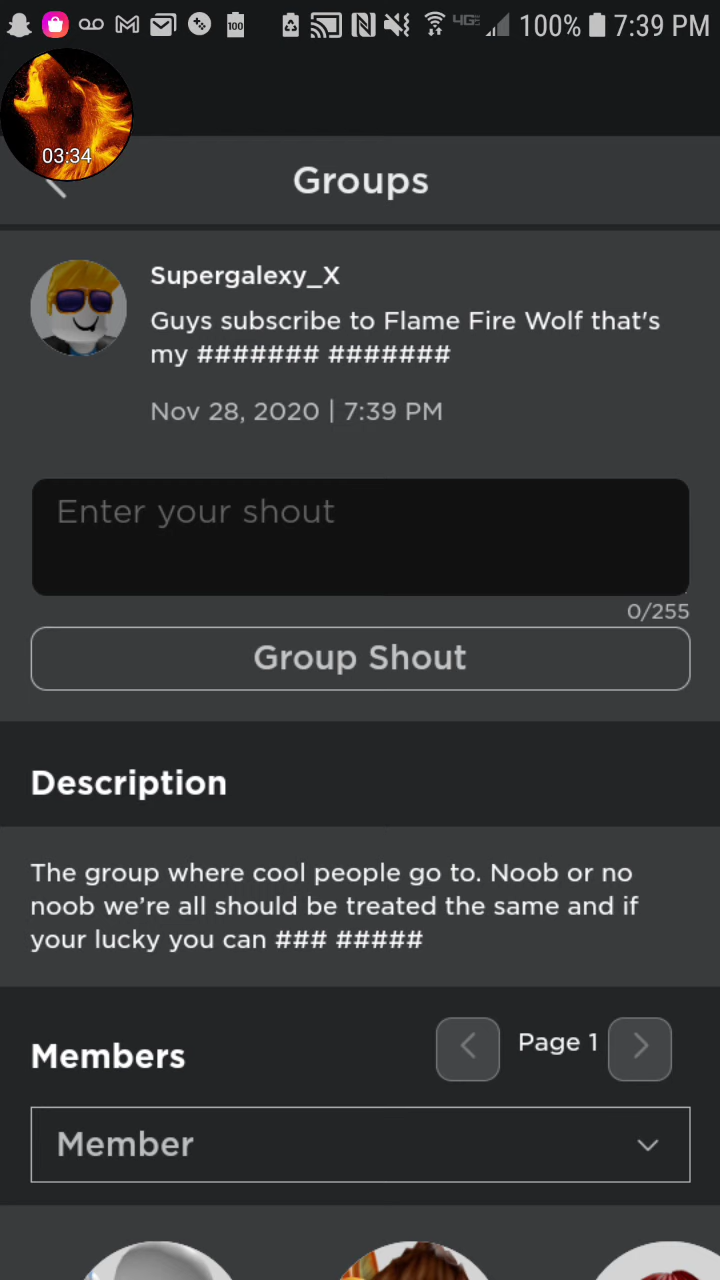 100
4GE 100% 7:39 PM
03:34
Groups
Supergalaxy_X
Guys subscribe to Flame Fire Wolf that's
my ####### #######
Nov 28, 2020 | 7:39 PM
Enter your shout
0/255
Group Shout
Description
The group where cool people go to. Noob or no
noob we’re all should be treated the same and if
your lucky you can ### #####
Members
Page 1
Member